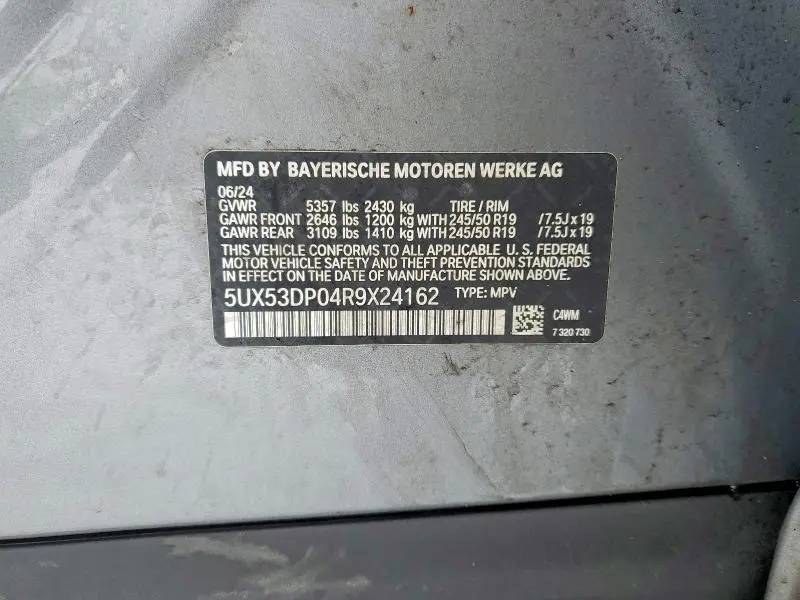 MFD BY BAYERISCHE MOTOREN WERKE AG
06/24
GVWR 5357 lbs 2430 kg TIRE / RIM
GAWR FRONT 2646 lbs 1200 kg WITH 245/50 R19 /7.5J x 19
GAWR REAR 3109 lbs 1410 kg WITH 245/50 R19 /7.5J x 19
THIS VEHICLE CONFORMS TO ALL APPLICABLE U. S. FEDERAL
MOTOR VEHICLE SAFETY AND THEFT PREVENTION STANDARDS
IN EFFECT ON THE DATE OF MANUFACTURE SHOWN ABOVE.
5UX53DP04R9X24162 TYPE: MPV
C4WM
7 320 730